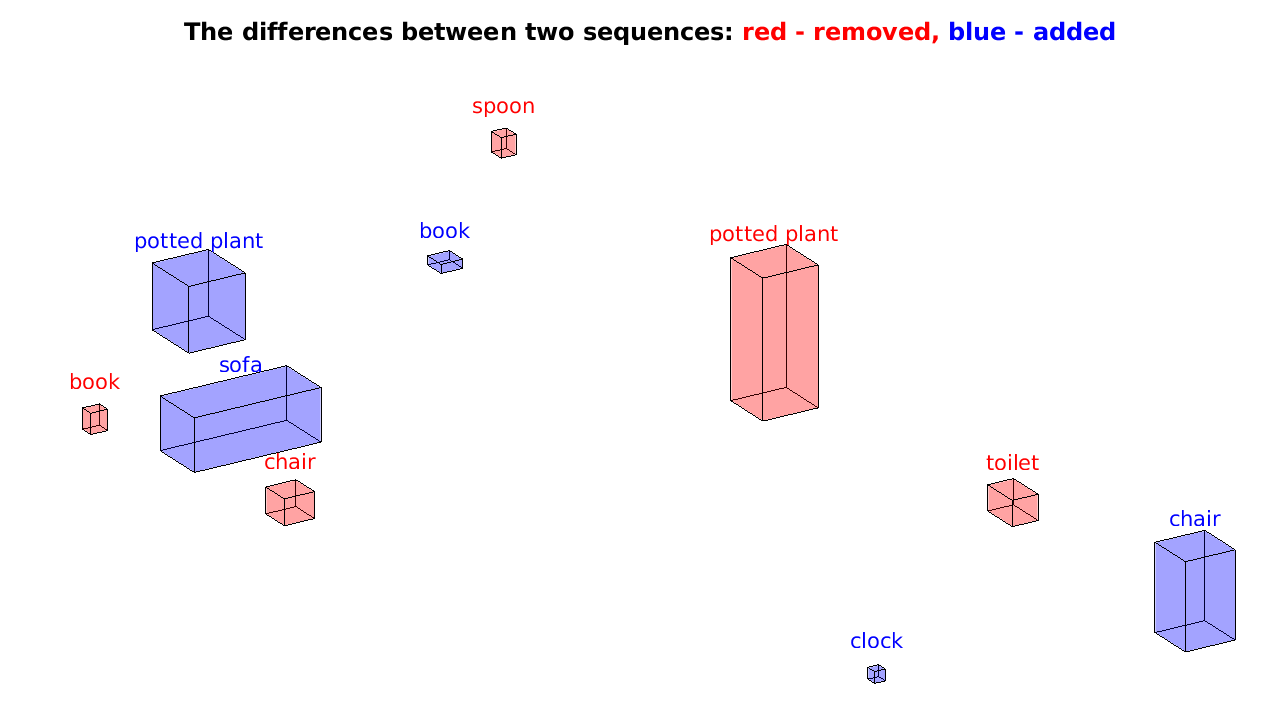 The differences between two sequences: red - removed, blue - added
spoon
book
potted plant
potted plant
sofa
book
chair
toilet
chair
clock